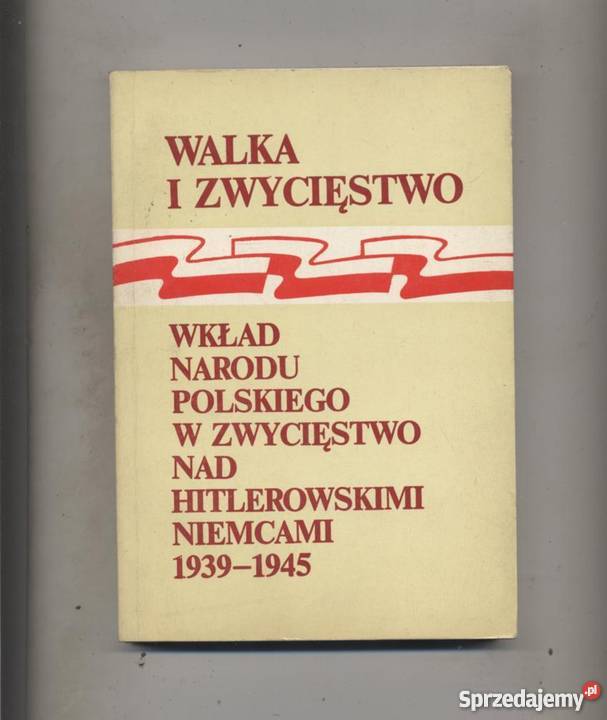 WALKA
I ZWYCIĘSTWO
WKŁAD
NARODU
POLSKIEGO
W ZWYCIĘSTWO
NAD
HITLEROWSKIMI
NIEMCAMI
1939–1945
Sprzedajemy.pl